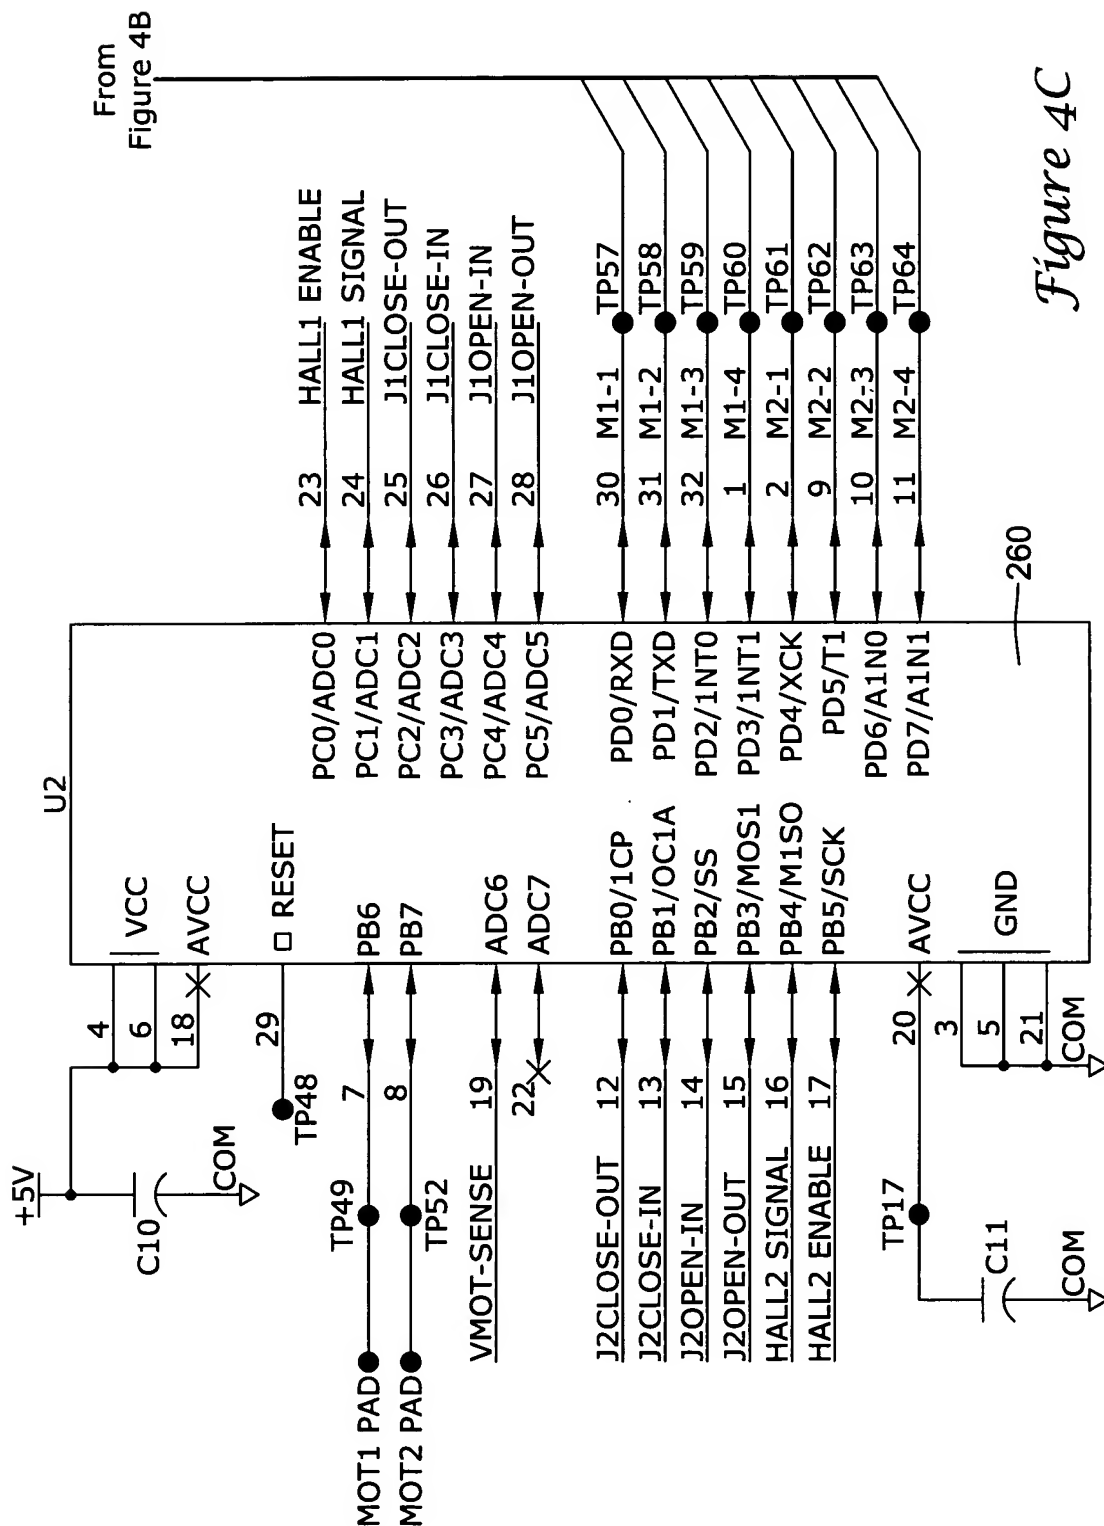 From
Figure 4B
U2
+5V
C10
COM
4
6
18
VCC
AVCC
29
RESET
TP48
MOT1 PAD
TP49
7
PB6
MOT2 PAD
TP52
8
PB7
VMOT-SENSE
19
ADC6
22
ADC7
J2CLOSE-OUT
12
PB0/1CP
J2CLOSE-IN
13
PB1/OC1A
J2OPEN-IN
14
PB2/SS
J2OPEN-OUT
15
PB3/MOS1
HALL2 SIGNAL
16
PB4/M1SO
HALL2 ENABLE
17
PB5/SCK
TP17
20
AVCC
C11
COM
3
5
21
GND
COM
PC0/ADC0
23
HALL1 ENABLE
PC1/ADC1
24
HALL1 SIGNAL
PC2/ADC2
25
J1CLOSE-OUT
PC3/ADC3
26
J1CLOSE-IN
PC4/ADC4
27
J1OPEN-IN
PC5/ADC5
28
J1OPEN-OUT
PD0/RXD
30
M1-1
TP57
PD1/TXD
31
M1-2
TP58
PD2/1NT0
32
M1-3
TP59
PD3/1NT1
1
M1-4
TP60
PD4/XCK
2
M2-1
TP61
PD5/T1
9
M2-2
TP62
PD6/A1N0
10
M2-3
TP63
PD7/A1N1
11
M2-4
TP64
260
Figure 4C